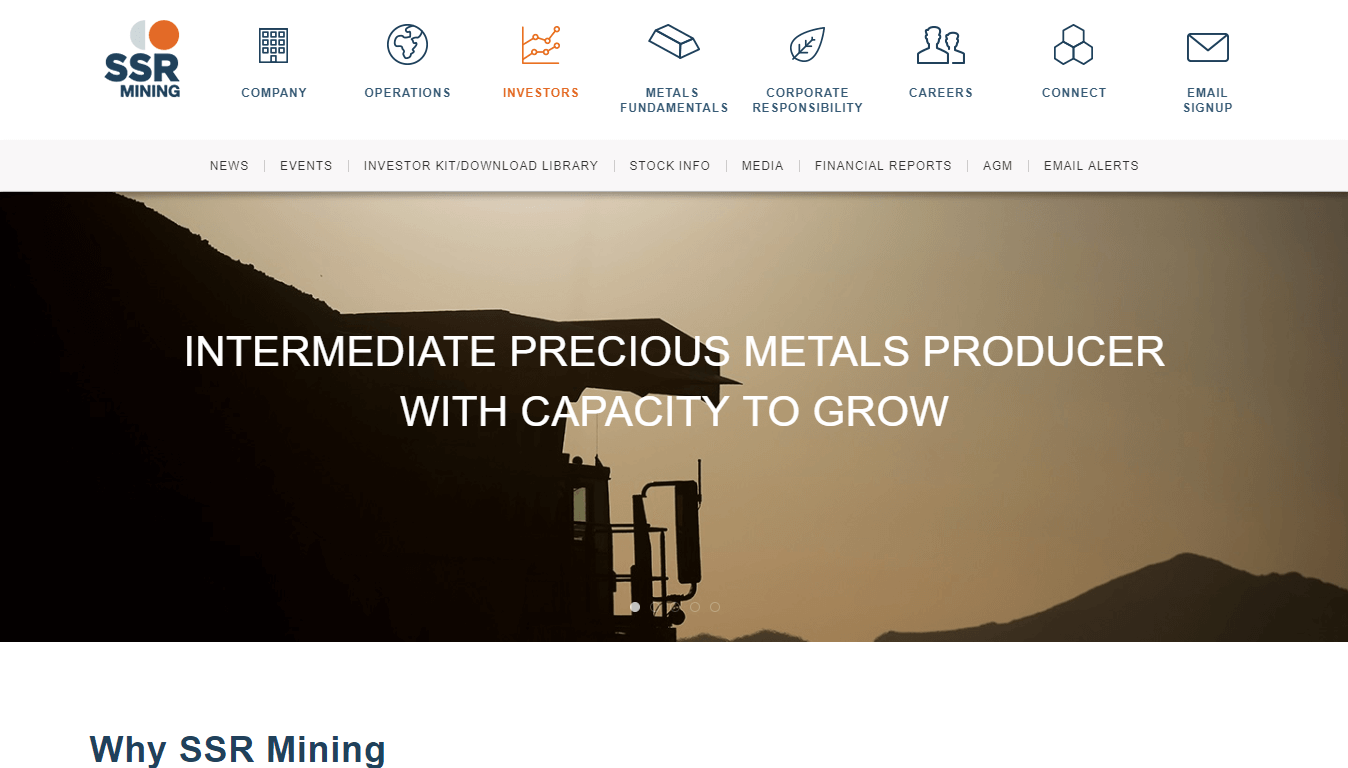 SSR
MINING
COMPANY
OPERATIONS
INVESTORS
METALS
FUNDAMENTALS
CORPORATE
RESPONSIBILITY
CAREERS
CONNECT
EMAIL
SIGNUP
NEWS
EVENTS
INVESTOR KIT/DOWNLOAD LIBRARY
STOCK INFO
MEDIA
FINANCIAL REPORTS
AGM
EMAIL ALERTS
INTERMEDIATE PRECIOUS METALS PRODUCER
WITH CAPACITY TO GROW
Why SSR Mining